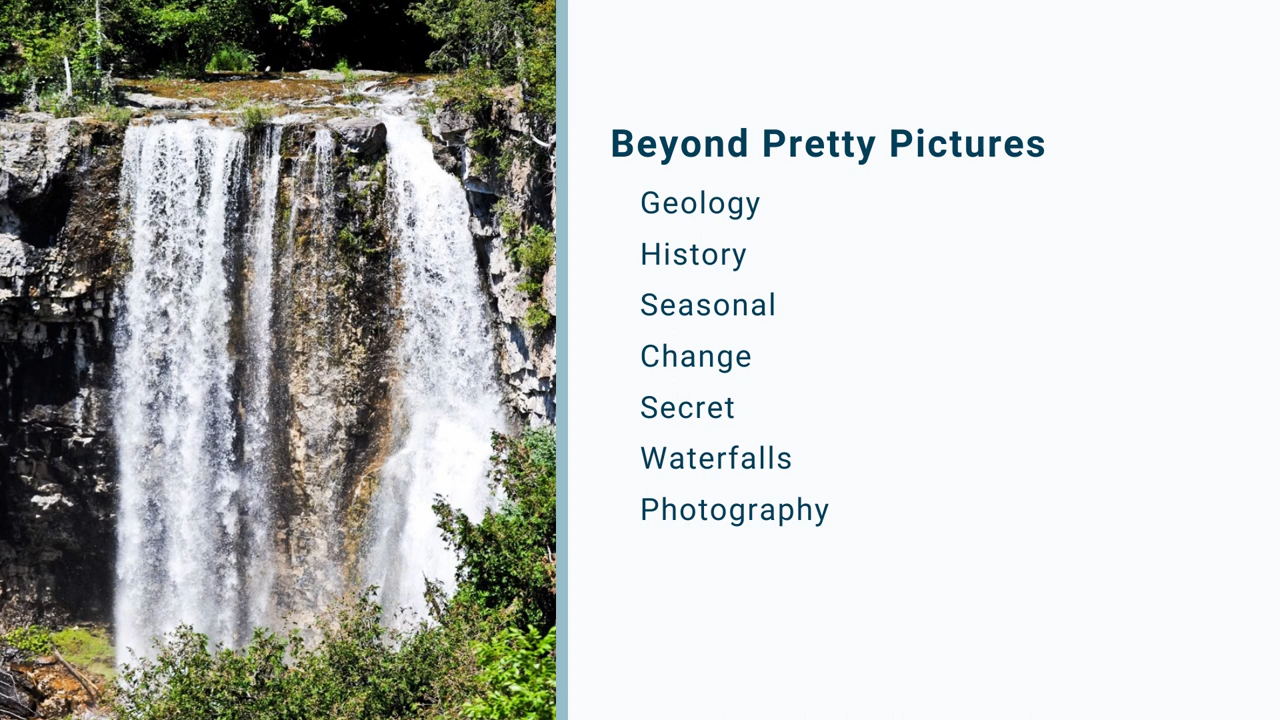 Beyond Pretty Pictures
Geology
History
Seasonal
Change
Secret
Waterfalls
Photography